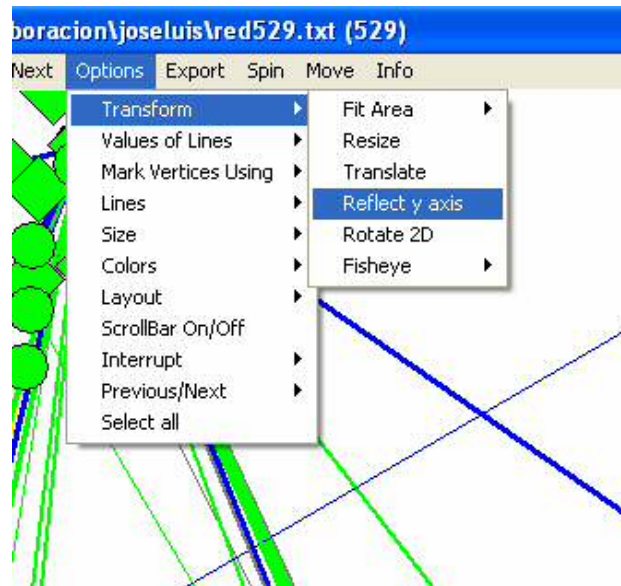 boracion\joseluis\red529.txt (529)
Next Options Export Spin Move Info
Transform
Values of Lines
Mark Vertices Using
Lines
Size
Colors
Layout
ScrollBar On/Off
Interrupt
Previous/Next
Select all
Fit Area
Resize
Translate
Reflect y axis
Rotate 2D
Fisheye